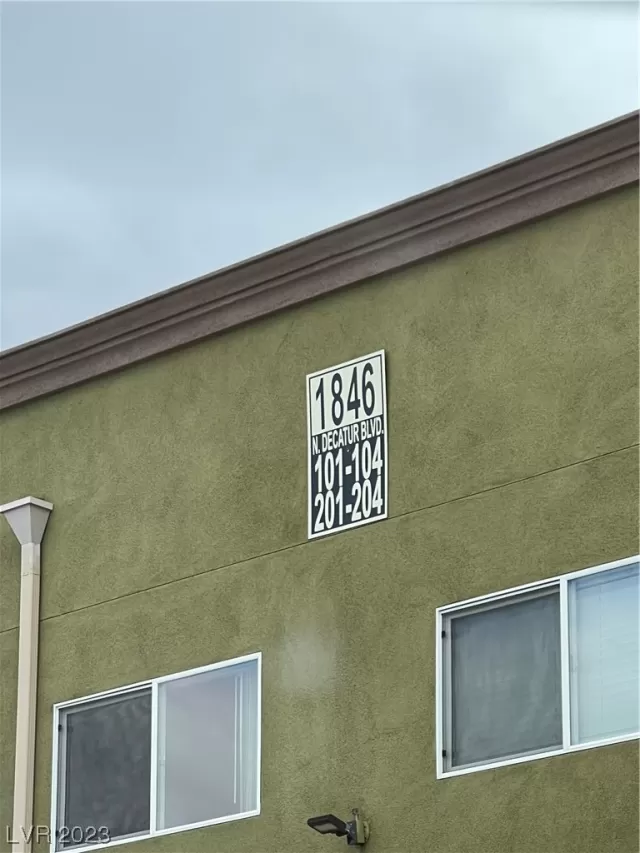 1846
N. DECATUR BLVD.
101-104
201-204
LVR 2023